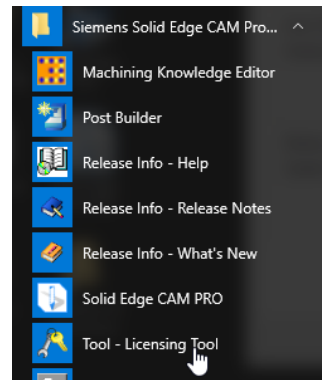 Siemens Solid Edge CAM Pro...
Machining Knowledge Editor
Post Builder
Release Info - Help
Release Info - Release Notes
Release Info - What's New
Solid Edge CAM PRO
Tool - Licensing Tool